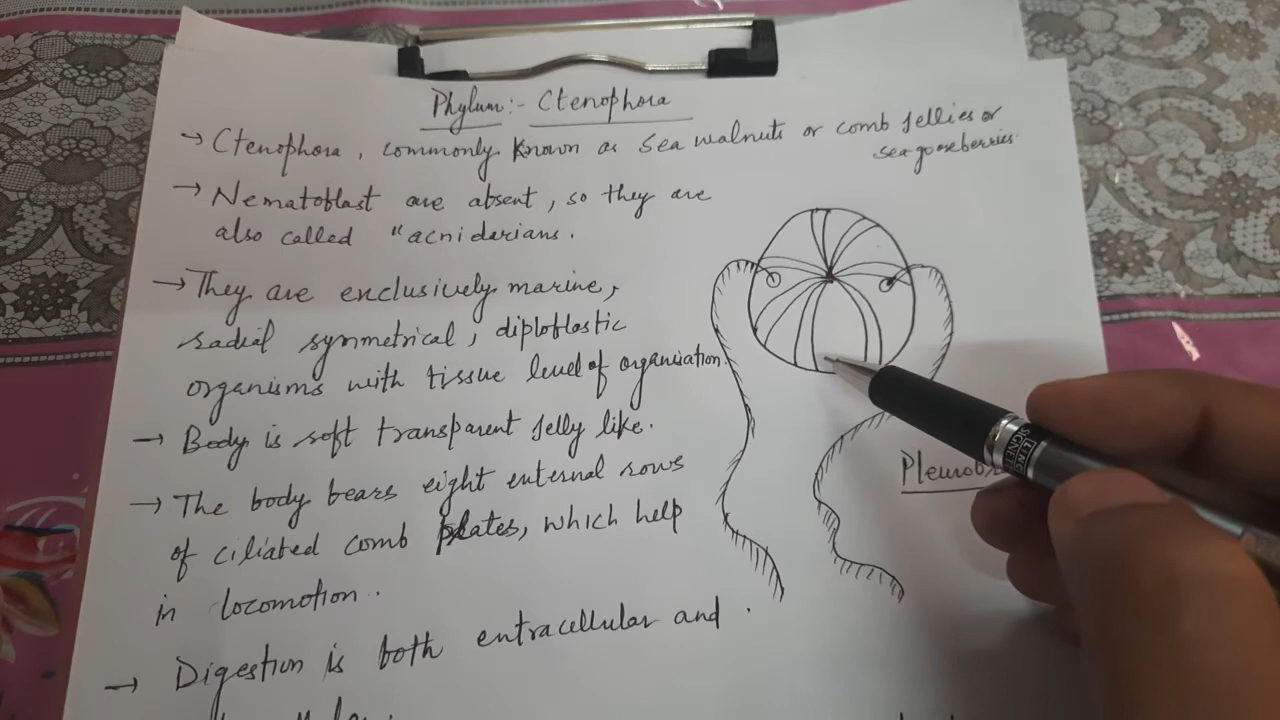 Phylum:- Ctenophora
→ Ctenophora, commonly known as Sea walnuts or comb jellies or
sea gooseberries.
→ Nematoblast are absent, so they are
also called "acnidarians.
→ They are exclusively marine,
radial symmetrical, diploblastic
organisms with tissue level of organisation.
→ Body is soft transparent jelly like.
→ The body bears eight external rows
of ciliated comb plates, which help
in locomotion.
→ Digestion is both extracellular and
Pleurob
LINC
SIGNET